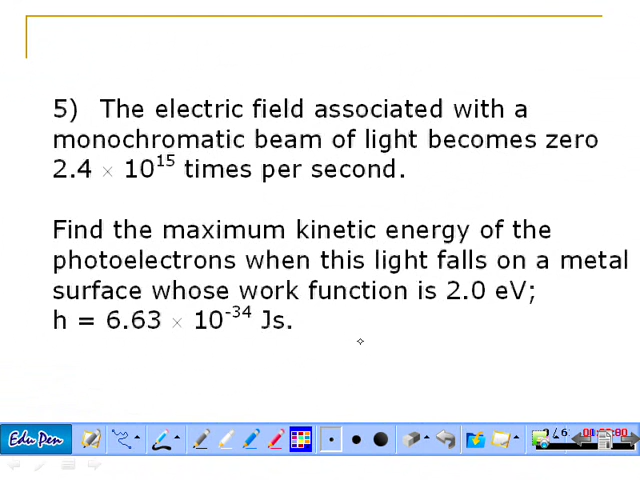 5) The electric field associated with a
monochromatic beam of light becomes zero
2.4 × 10¹⁵ times per second.
Find the maximum kinetic energy of the
photoelectrons when this light falls on a metal
surface whose work function is 2.0 eV;
h = 6.63 × 10⁻³⁴ Js.
Edu Pen
/ 6